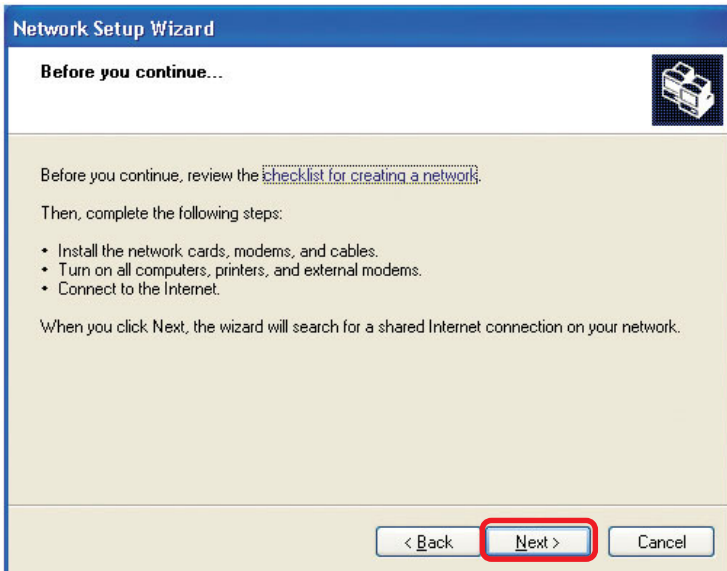 Network Setup Wizard
Before you continue...
Before you continue, review the checklist for creating a network.
Then, complete the following steps:
• Install the network cards, modems, and cables.
• Turn on all computers, printers, and external modems.
• Connect to the Internet.
When you click Next, the wizard will search for a shared Internet connection on your network.
< Back Next > Cancel